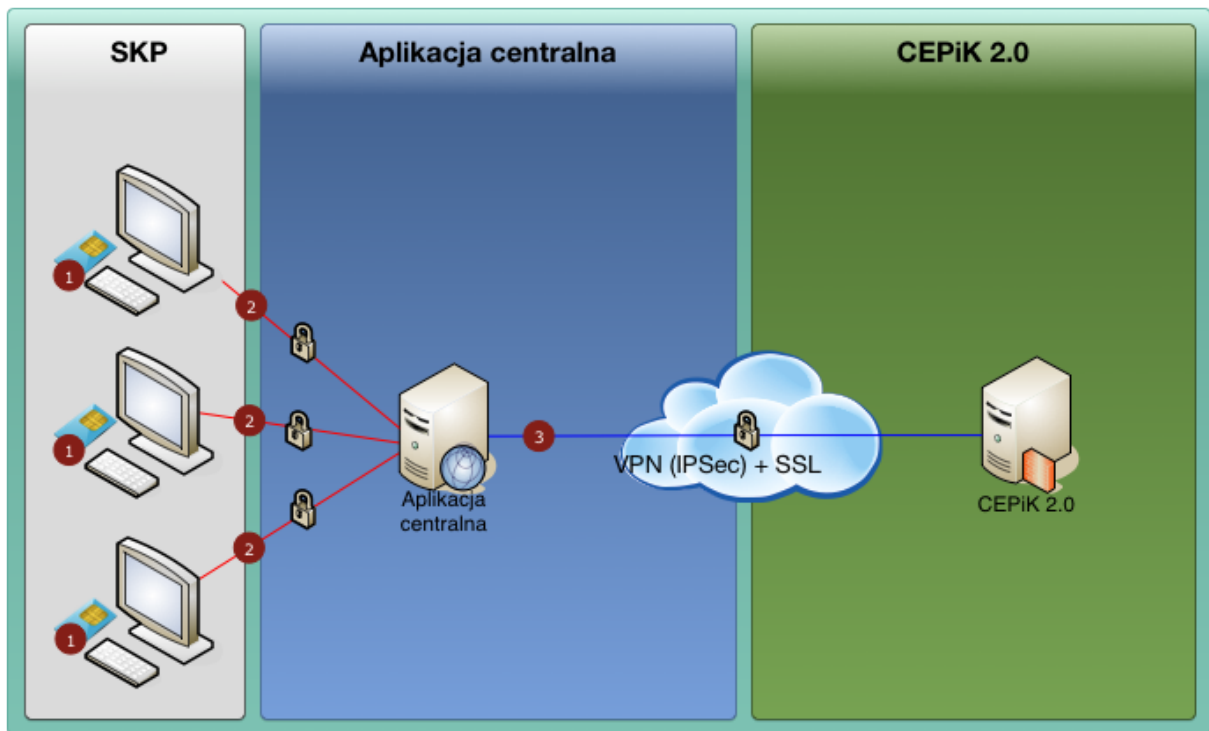 SKP
Aplikacja centralna
CEPiK 2.0
1
2
2
1
3
VPN (IPSec) + SSL
Aplikacja
centralna
CEPiK 2.0
2
1